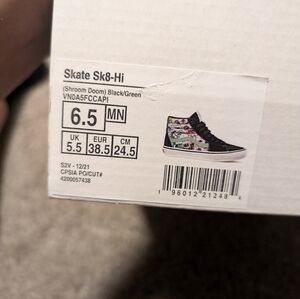 Skate Sk8-Hi
(Shroom Doom) Black/Green
VN0A5FCCAPI
6.5 MN
UK EUR CM
5.5 38.5 24.5
S2V - 12/21
CPSIA PO/CUT#
4200057438
1 96012 21248